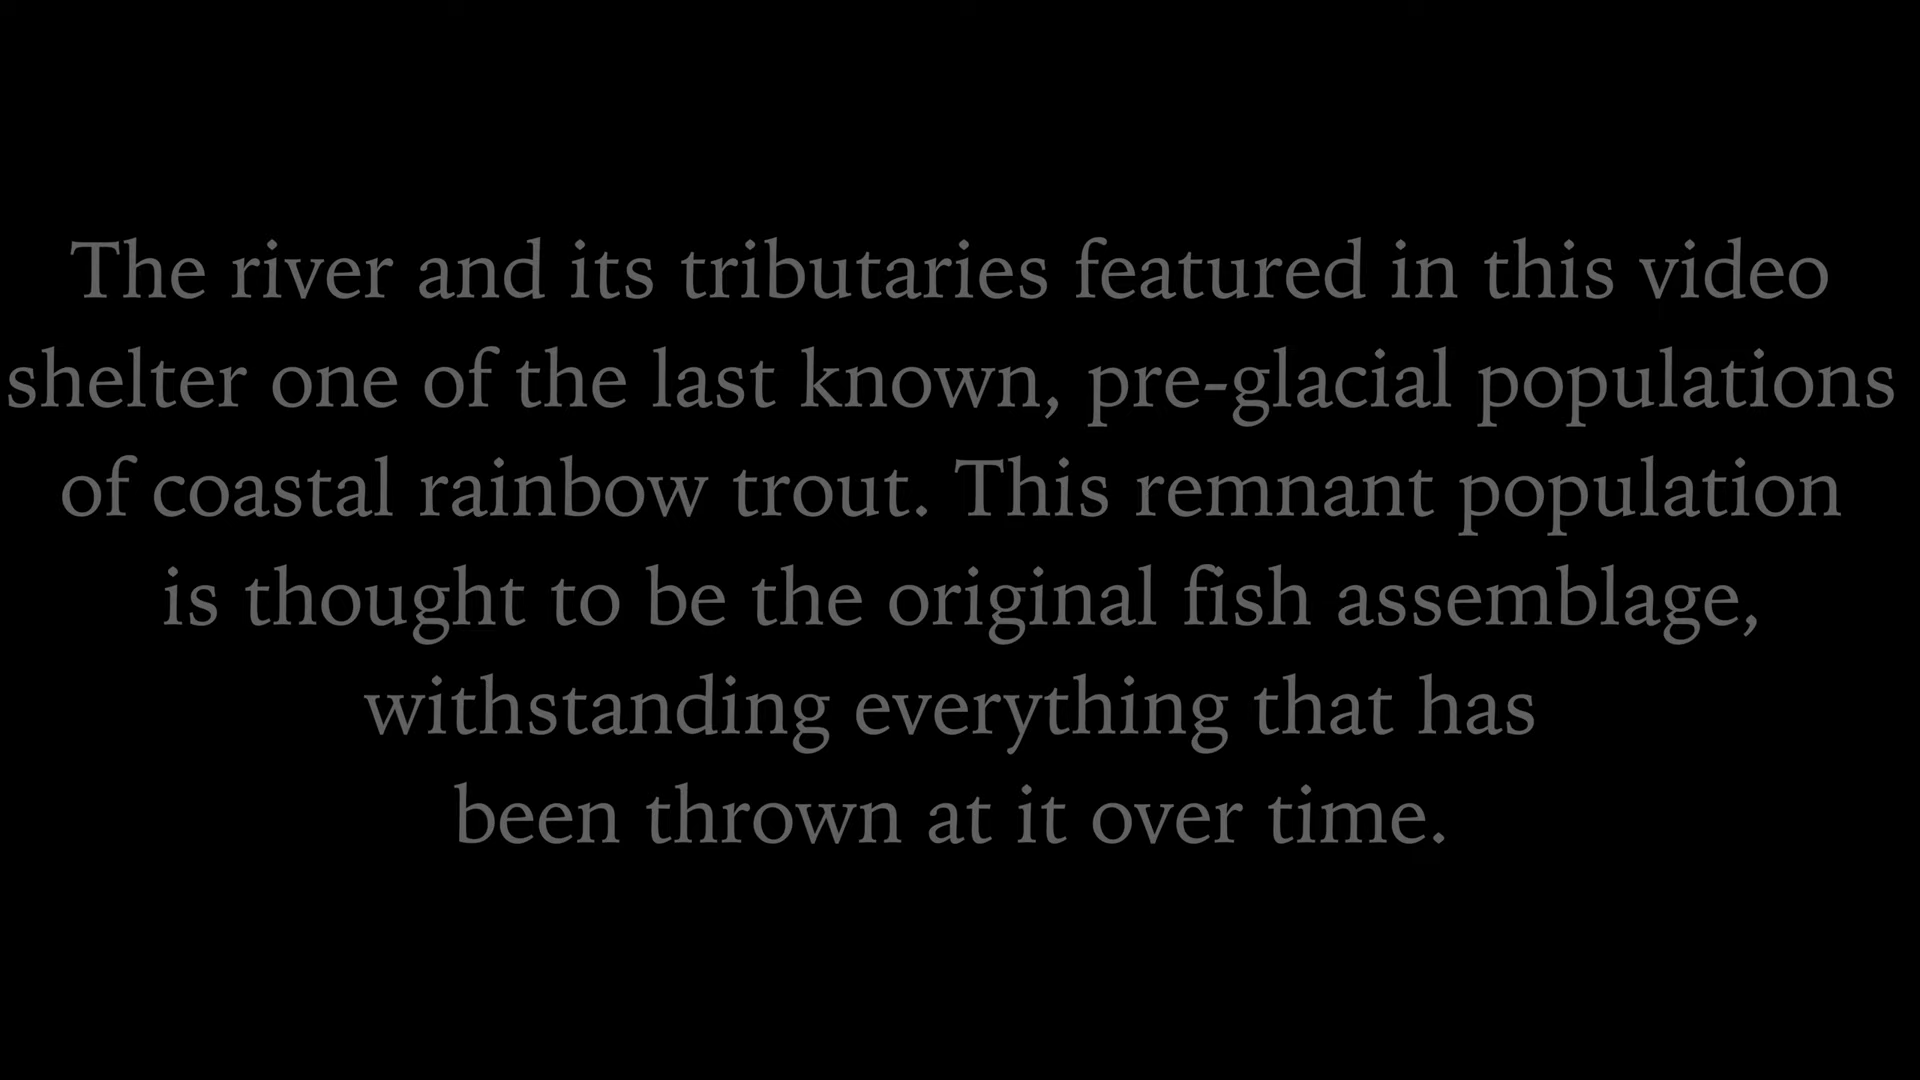 The river and its tributaries featured in this video
shelter one of the last known, pre-glacial populations
of coastal rainbow trout. This remnant population
is thought to be the original fish assemblage,
withstanding everything that has
been thrown at it over time.